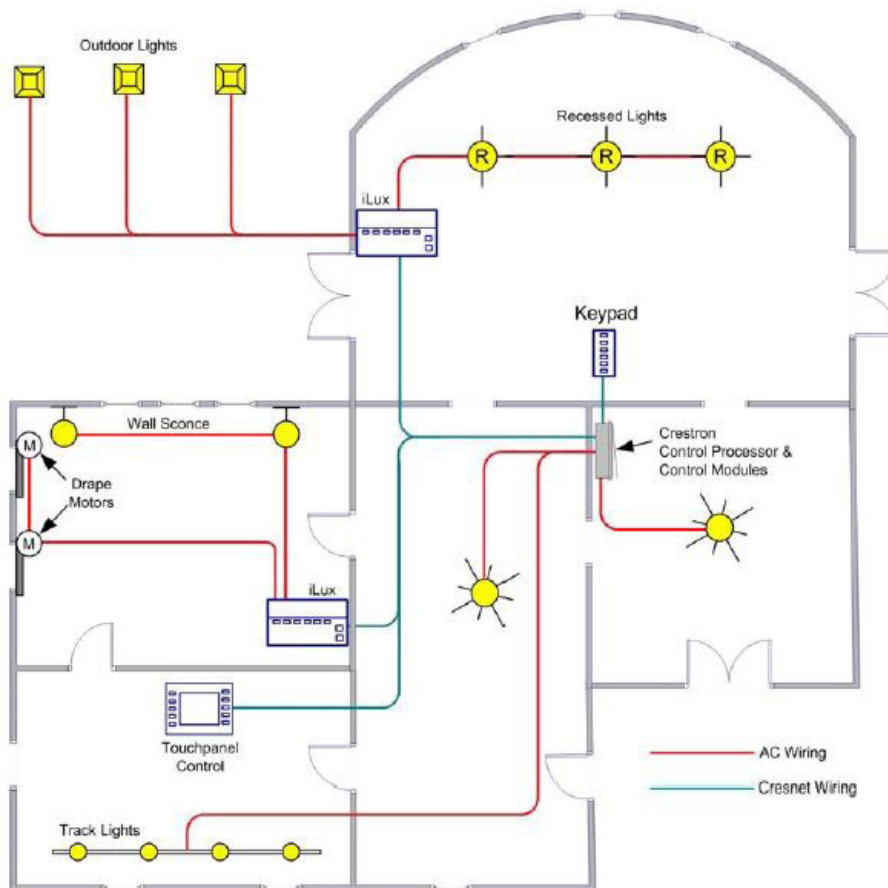 Outdoor Lights
Recessed Lights
R
R
R
iLux
Keypad
Wall Sconce
M
Crestron
Control Processor &
Control Modules
Drape
Motors
M
iLux
Touchpanel
Control
AC Wiring
Cresnet Wiring
Track Lights